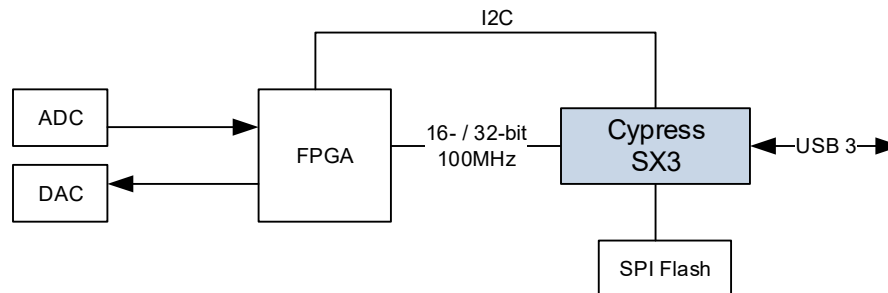 I2C
ADC
DAC
FPGA
16- / 32-bit
100MHz
Cypress
SX3
USB 3
SPI Flash